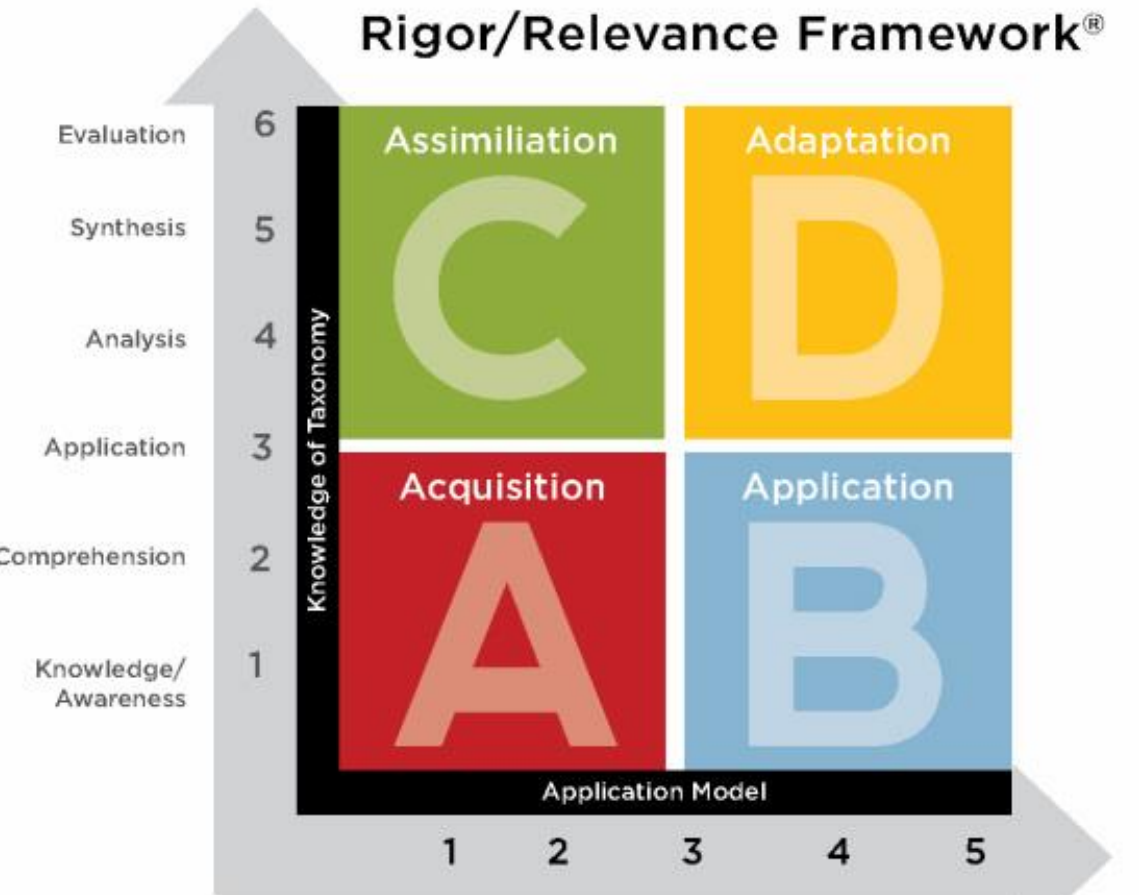 Rigor/Relevance Framework®
Evaluation 6
Synthesis 5
Analysis 4
Application 3
Comprehension 2
Knowledge/
Awareness 1
Knowledge of Taxonomy
Assimiliation
C
Adaptation
D
Acquisition
A
Application
B
Application Model
1 2 3 4 5